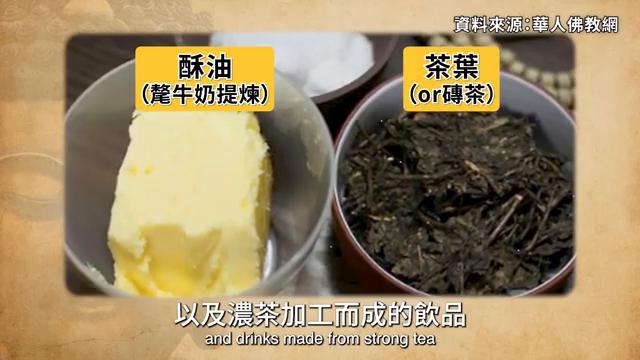 資料來源：華人佛教網
酥油
（氂牛奶提煉）
茶葉
（or磚茶）
以及濃茶加工而成的飲品
and drinks made from strong tea